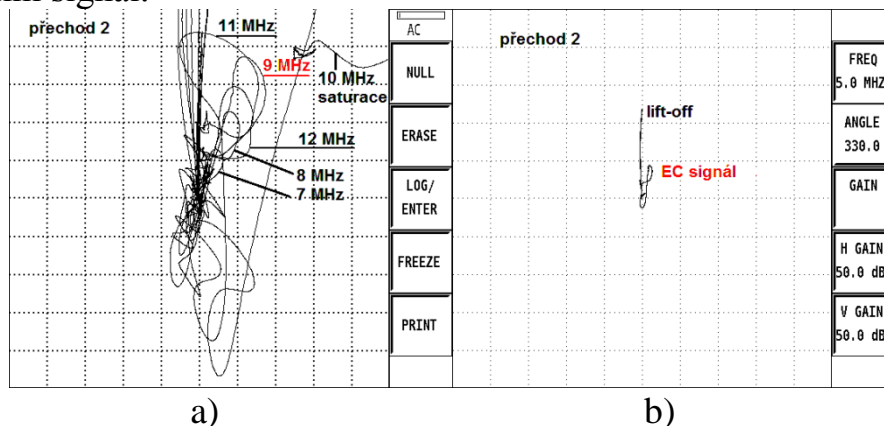 přechod 2
11 MHz
9 MHz
10 MHz
saturace
12 MHz
8 MHz
7 MHz
AC
NULL
ERASE
LOG/
ENTER
FREEZE
PRINT
a)
přechod 2
lift-off
EC signál
FREQ
5.0 MHZ
ANGLE
330.0
GAIN
H GAIN
50.0 dB
V GAIN
50.0 dB
b)